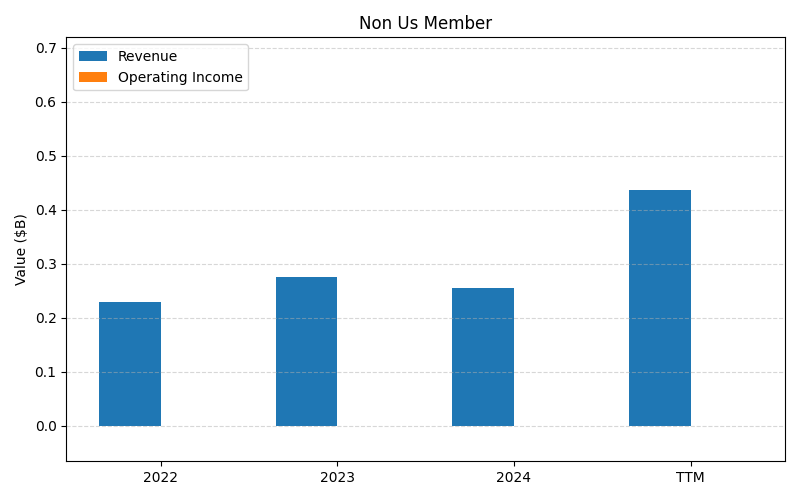 Non Us Member
Revenue
Operating Income
Value ($B)
0.7
0.6
0.5
0.4
0.3
0.2
0.1
0.0
2022
2023
2024
TTM